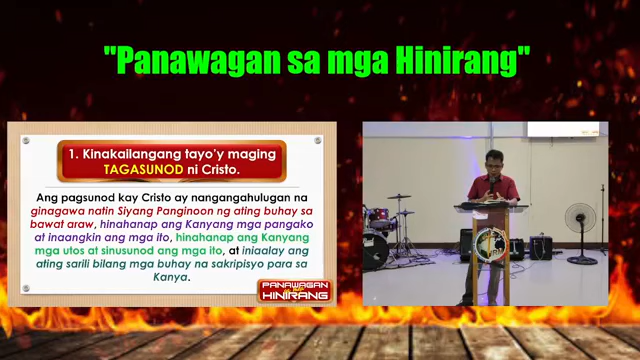 "Panawagan sa mga Hinirang"
1. Kinakailangang tayo'y maging
TAGASUNOD ni Cristo.
Ang pagsunod kay Cristo ay nangangahulugan na
ginagawa natin Siyang Panginoon ng ating buhay sa
bawat araw, hinahanap ang Kanyang mga pangako
at inaangkin ang mga ito, hinahanap ang Kanyang
mga utos at sinusunod ang mga ito, at iniaalay ang
ating sarili bilang mga buhay na sakripisyo para sa
Kanya.
PANAWAGAN
HINIRANG